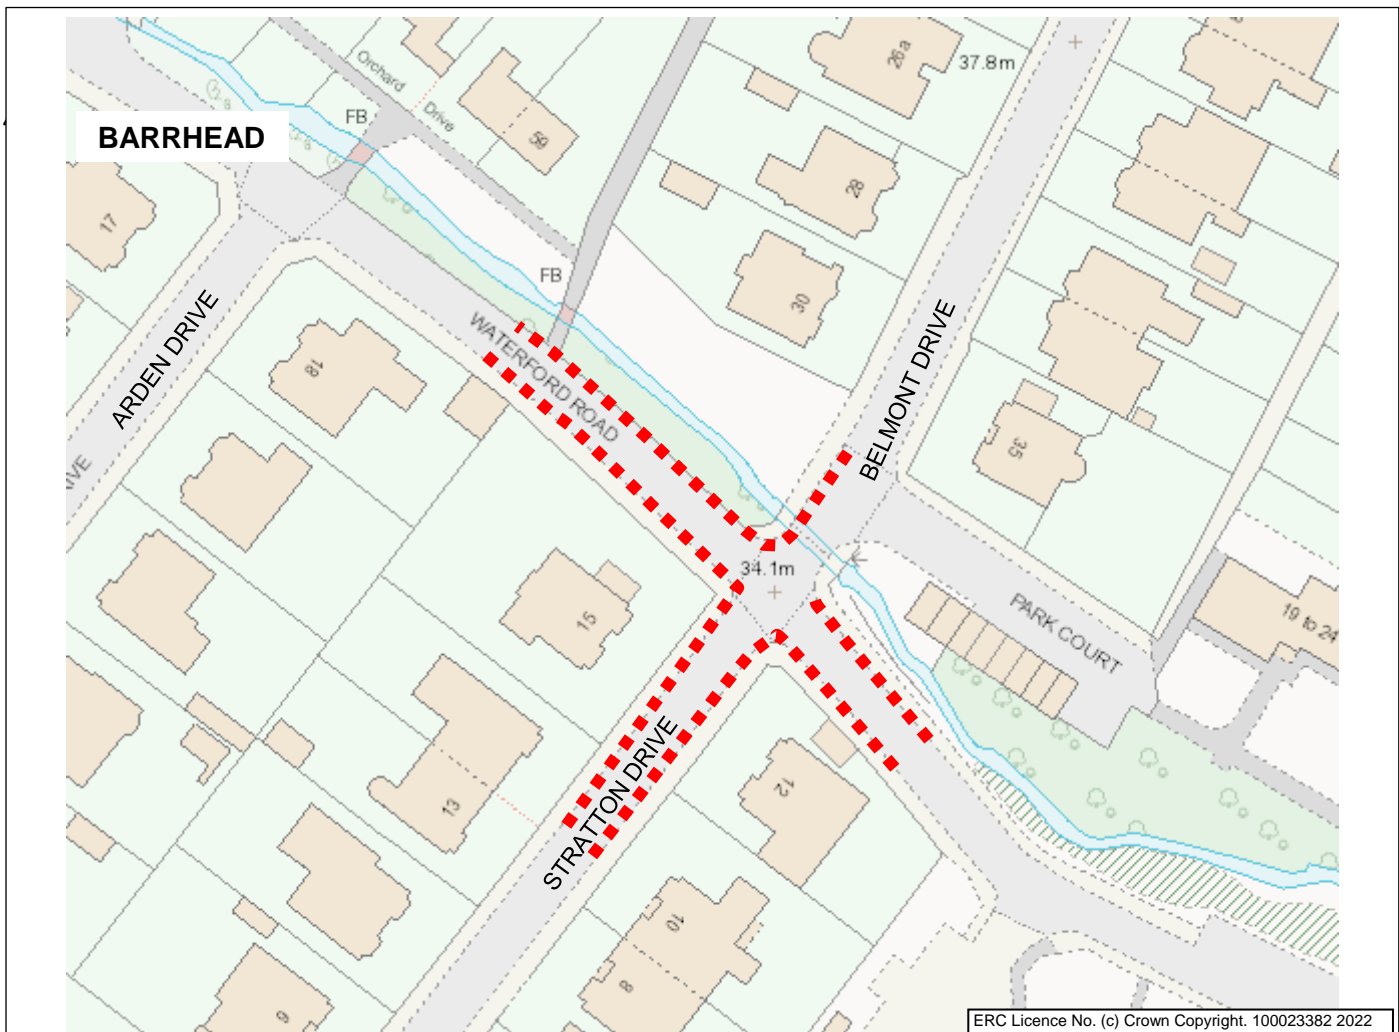 BARRHEAD
Orchard
Drive
FB
59
26a
37.8m
28
30
FB
17
ARDEN DRIVE
WATERFORD ROAD
BELMONT DRIVE
18
35
IVE
34.1m
15
PARK COURT
19 to 24
STRATTON DRIVE
12
13
10
8
ERC Licence No. (c) Crown Copyright. 100023382 2022